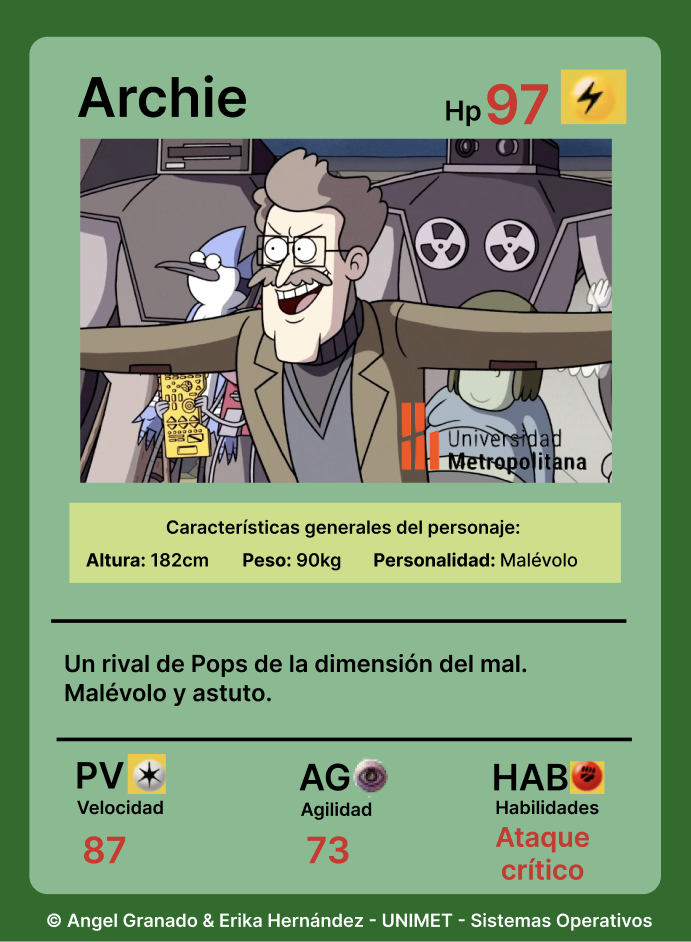 Archie
Hp 97
Universidad
Metropolitana
Características generales del personaje:
Altura: 182cm Peso: 90kg Personalidad: Malévolo
Un rival de Pops de la dimensión del mal.
Malévolo y astuto.
PV AG HAB
Velocidad Agilidad Habilidades
87 73 Ataque
crítico
© Angel Granado & Erika Hernández - UNIMET - Sistemas Operativos